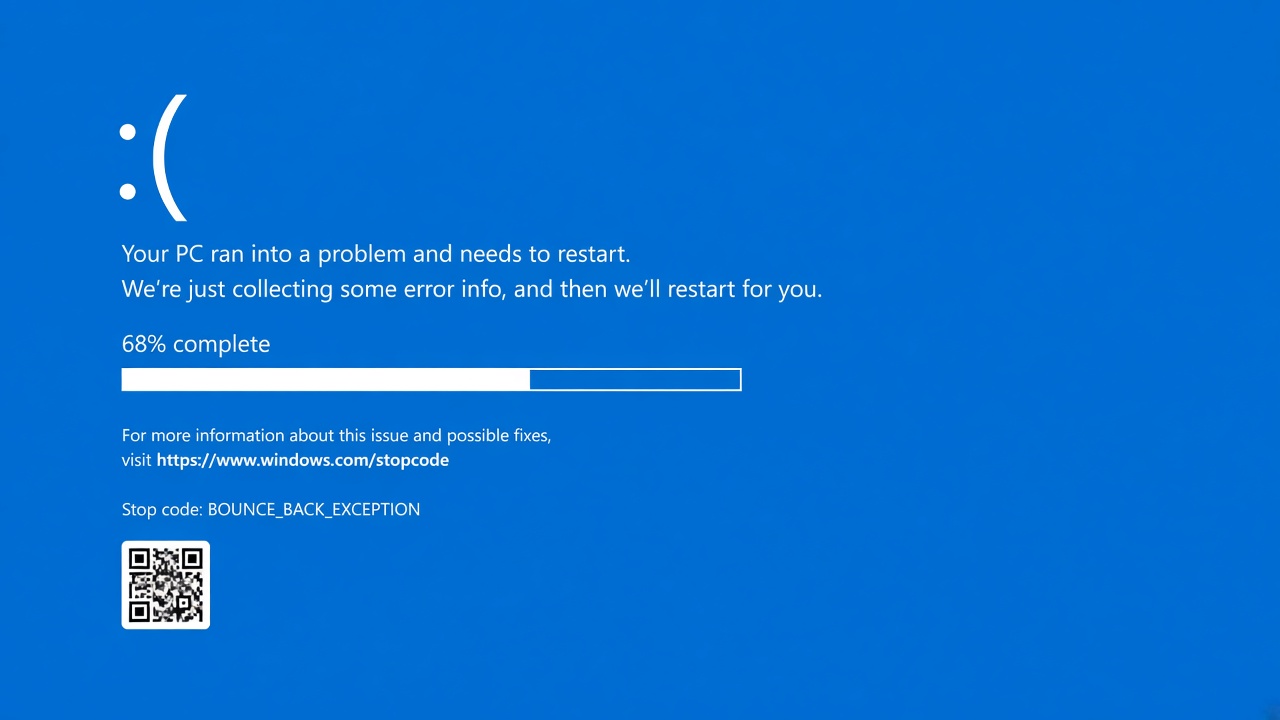 :(
Your PC ran into a problem and needs to restart.
We’re just collecting some error info, and then we’ll restart for you.
68% complete
For more information about this issue and possible fixes,
visit https://www.windows.com/stopcode
Stop code: BOUNCE_BACK_EXCEPTION